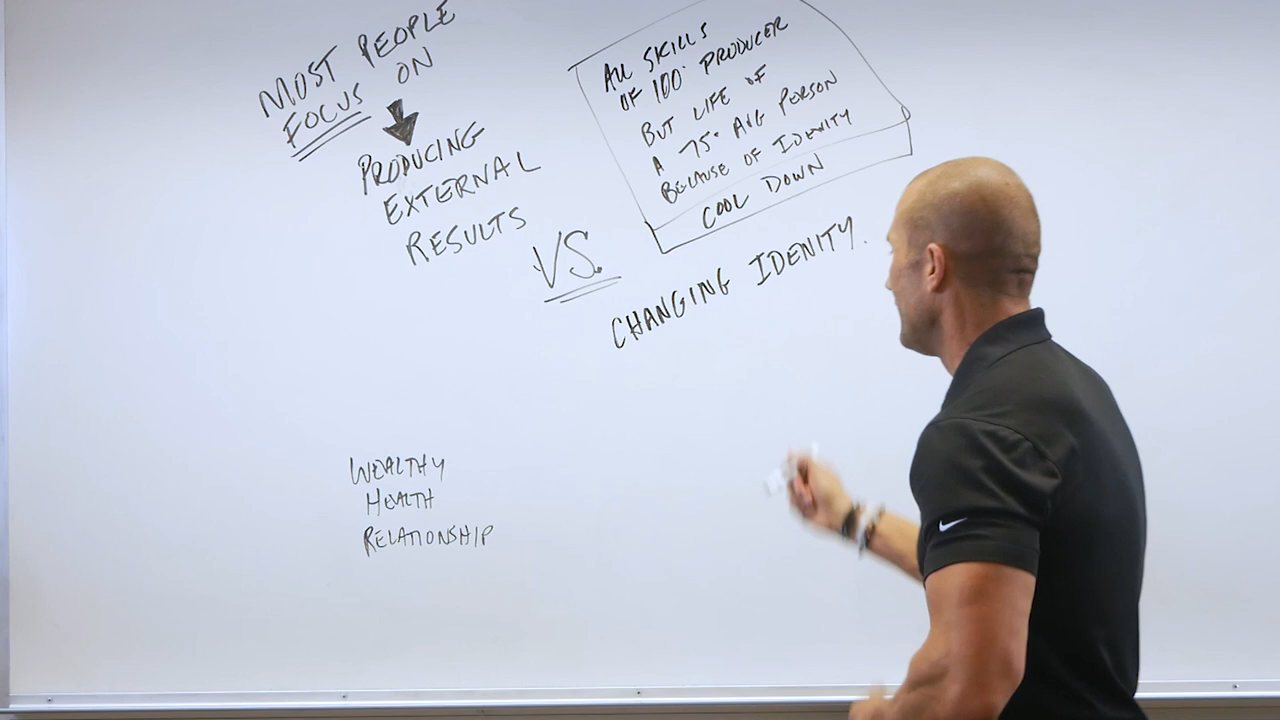 MOST PEOPLE
FOCUS ON
PRODUCING
EXTERNAL
RESULTS
VS.
ALL SKILLS
OF 100° PRODUCER
BUT LIFE OF
A 75° AVG PERSON
BECAUSE OF IDENITY
COOL DOWN
CHANGING IDENITY.
WEALTHY
HEALTH
RELATIONSHIP